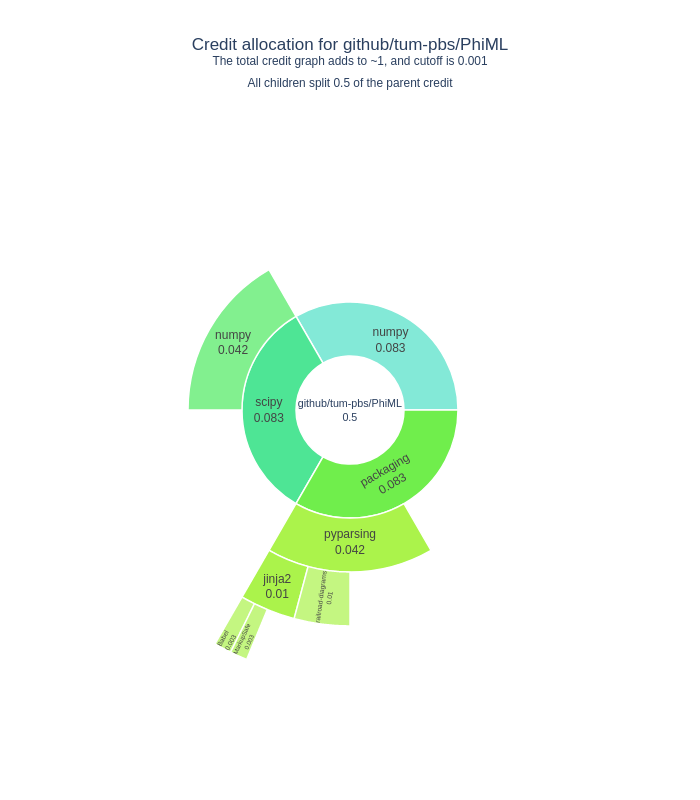 Credit allocation for github/tum-pbs/PhiML
The total credit graph adds to ~1, and cutoff is 0.001
All children split 0.5 of the parent credit
numpy
0.083
numpy
0.042
scipy
0.083
github/tum-pbs/PhiML
0.5
packaging
0.083
pyparsing
0.042
jinja2
0.01
railroad-diagrams
0.01
Babel
0.003
MarkupSafe
0.003